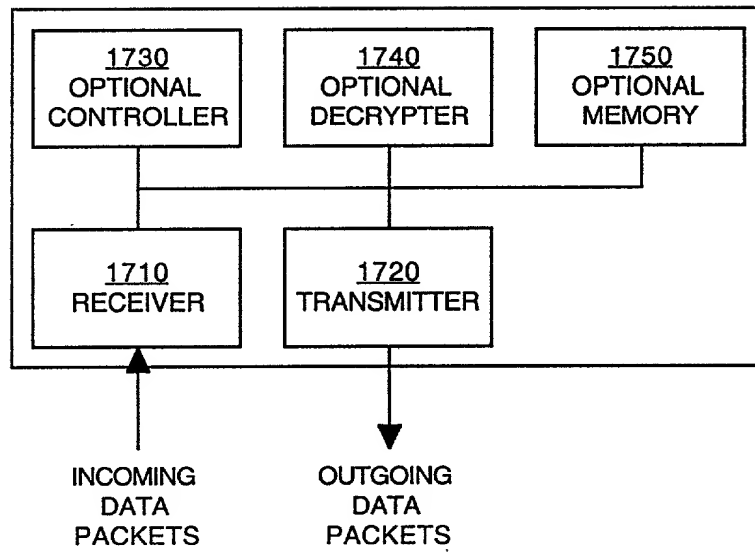 1730
OPTIONAL
CONTROLLER
1740
OPTIONAL
DECRYPTER
1750
OPTIONAL
MEMORY
1710
RECEIVER
1720
TRANSMITTER
INCOMING
DATA
PACKETS
OUTGOING
DATA
PACKETS